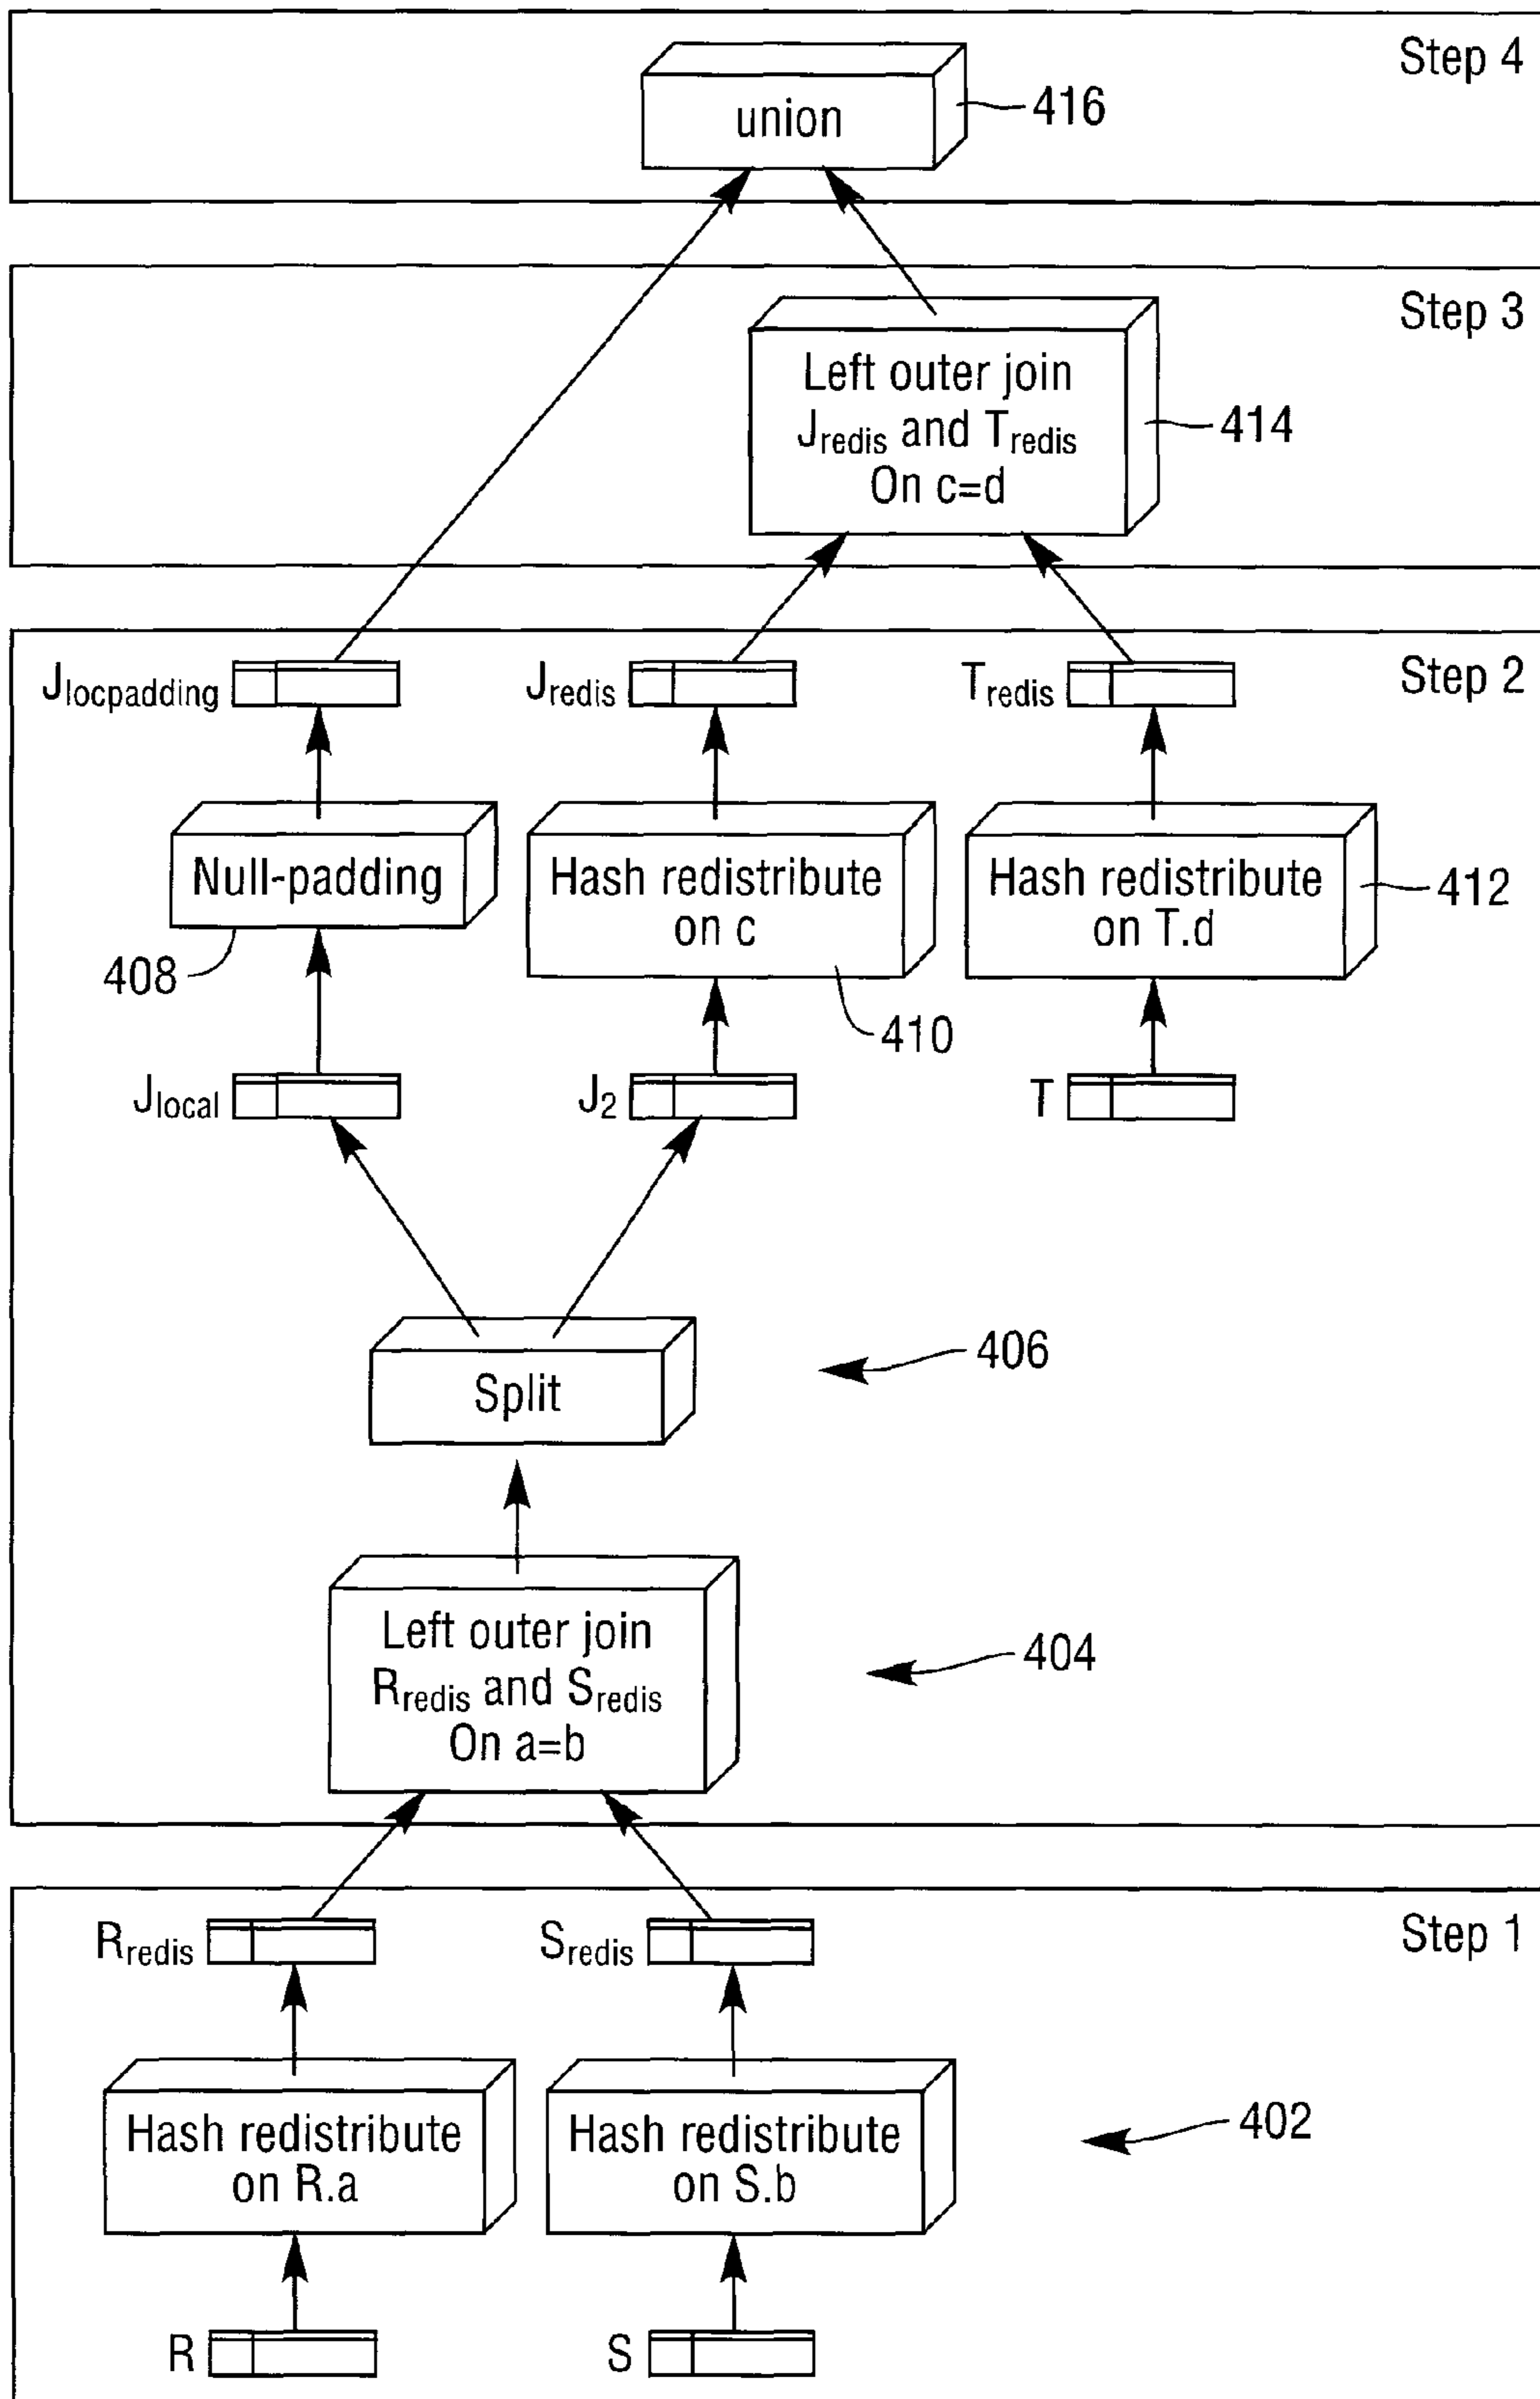 Step 4
union
416
Step 3
Left outer join
Jredis and Tredis
On c=d
414
Step 2
Jlocpadding
Jredis
Tredis
Null-padding
408
Hash redistribute
on c
410
Hash redistribute
on T.d
412
Jlocal
J2
T
Split
406
Left outer join
Rredis and Sredis
On a=b
404
Step 1
Rredis
Sredis
Hash redistribute
on R.a
Hash redistribute
on S.b
402
R
S